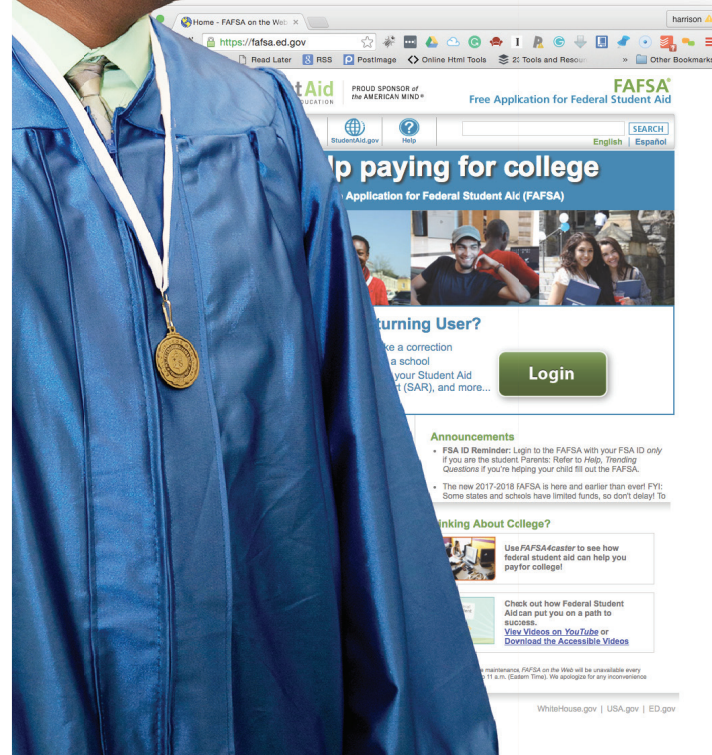 Home - FAFSA on the Web
harrison
https://fafsa.ed.gov
Read Later RSS Postimage Online Html Tools Tools and Resou » Other Bookmarks
tAid
PROUD SPONSOR of
the AMERICAN MIND®
FAFSA®
Free Application for Federal Student Aid
StudentAid.gov Help
SEARCH
English Español
p paying for college
Application for Federal Student Aid (FAFSA)
turning User?
ke a correction
a school
your Student Aid
rt (SAR), and more...
Login
Announcements
• FSA ID Reminder: Login to the FAFSA with your FSA ID only
if you are the student. Parents: Refer to Help, Trending
Questions if you're helping your child fill out the FAFSA.
• The new 2017-2018 FAFSA is here and earlier than ever! FYI:
Some states and schools have limited funds, so don't delay! To
inking About College?
Use FAFSA4caster to see how
federal student aid can help you
pay for college!
Check out how Federal Student
Aid can put you on a path to
success.
View Videos on YouTube or
Download the Accessible Videos
maintenance, FAFSA on the Web will be unavailable every
11 a.m. (Eastern Time). We apologize for any inconvenience
WhiteHouse.gov | USA.gov | ED.gov